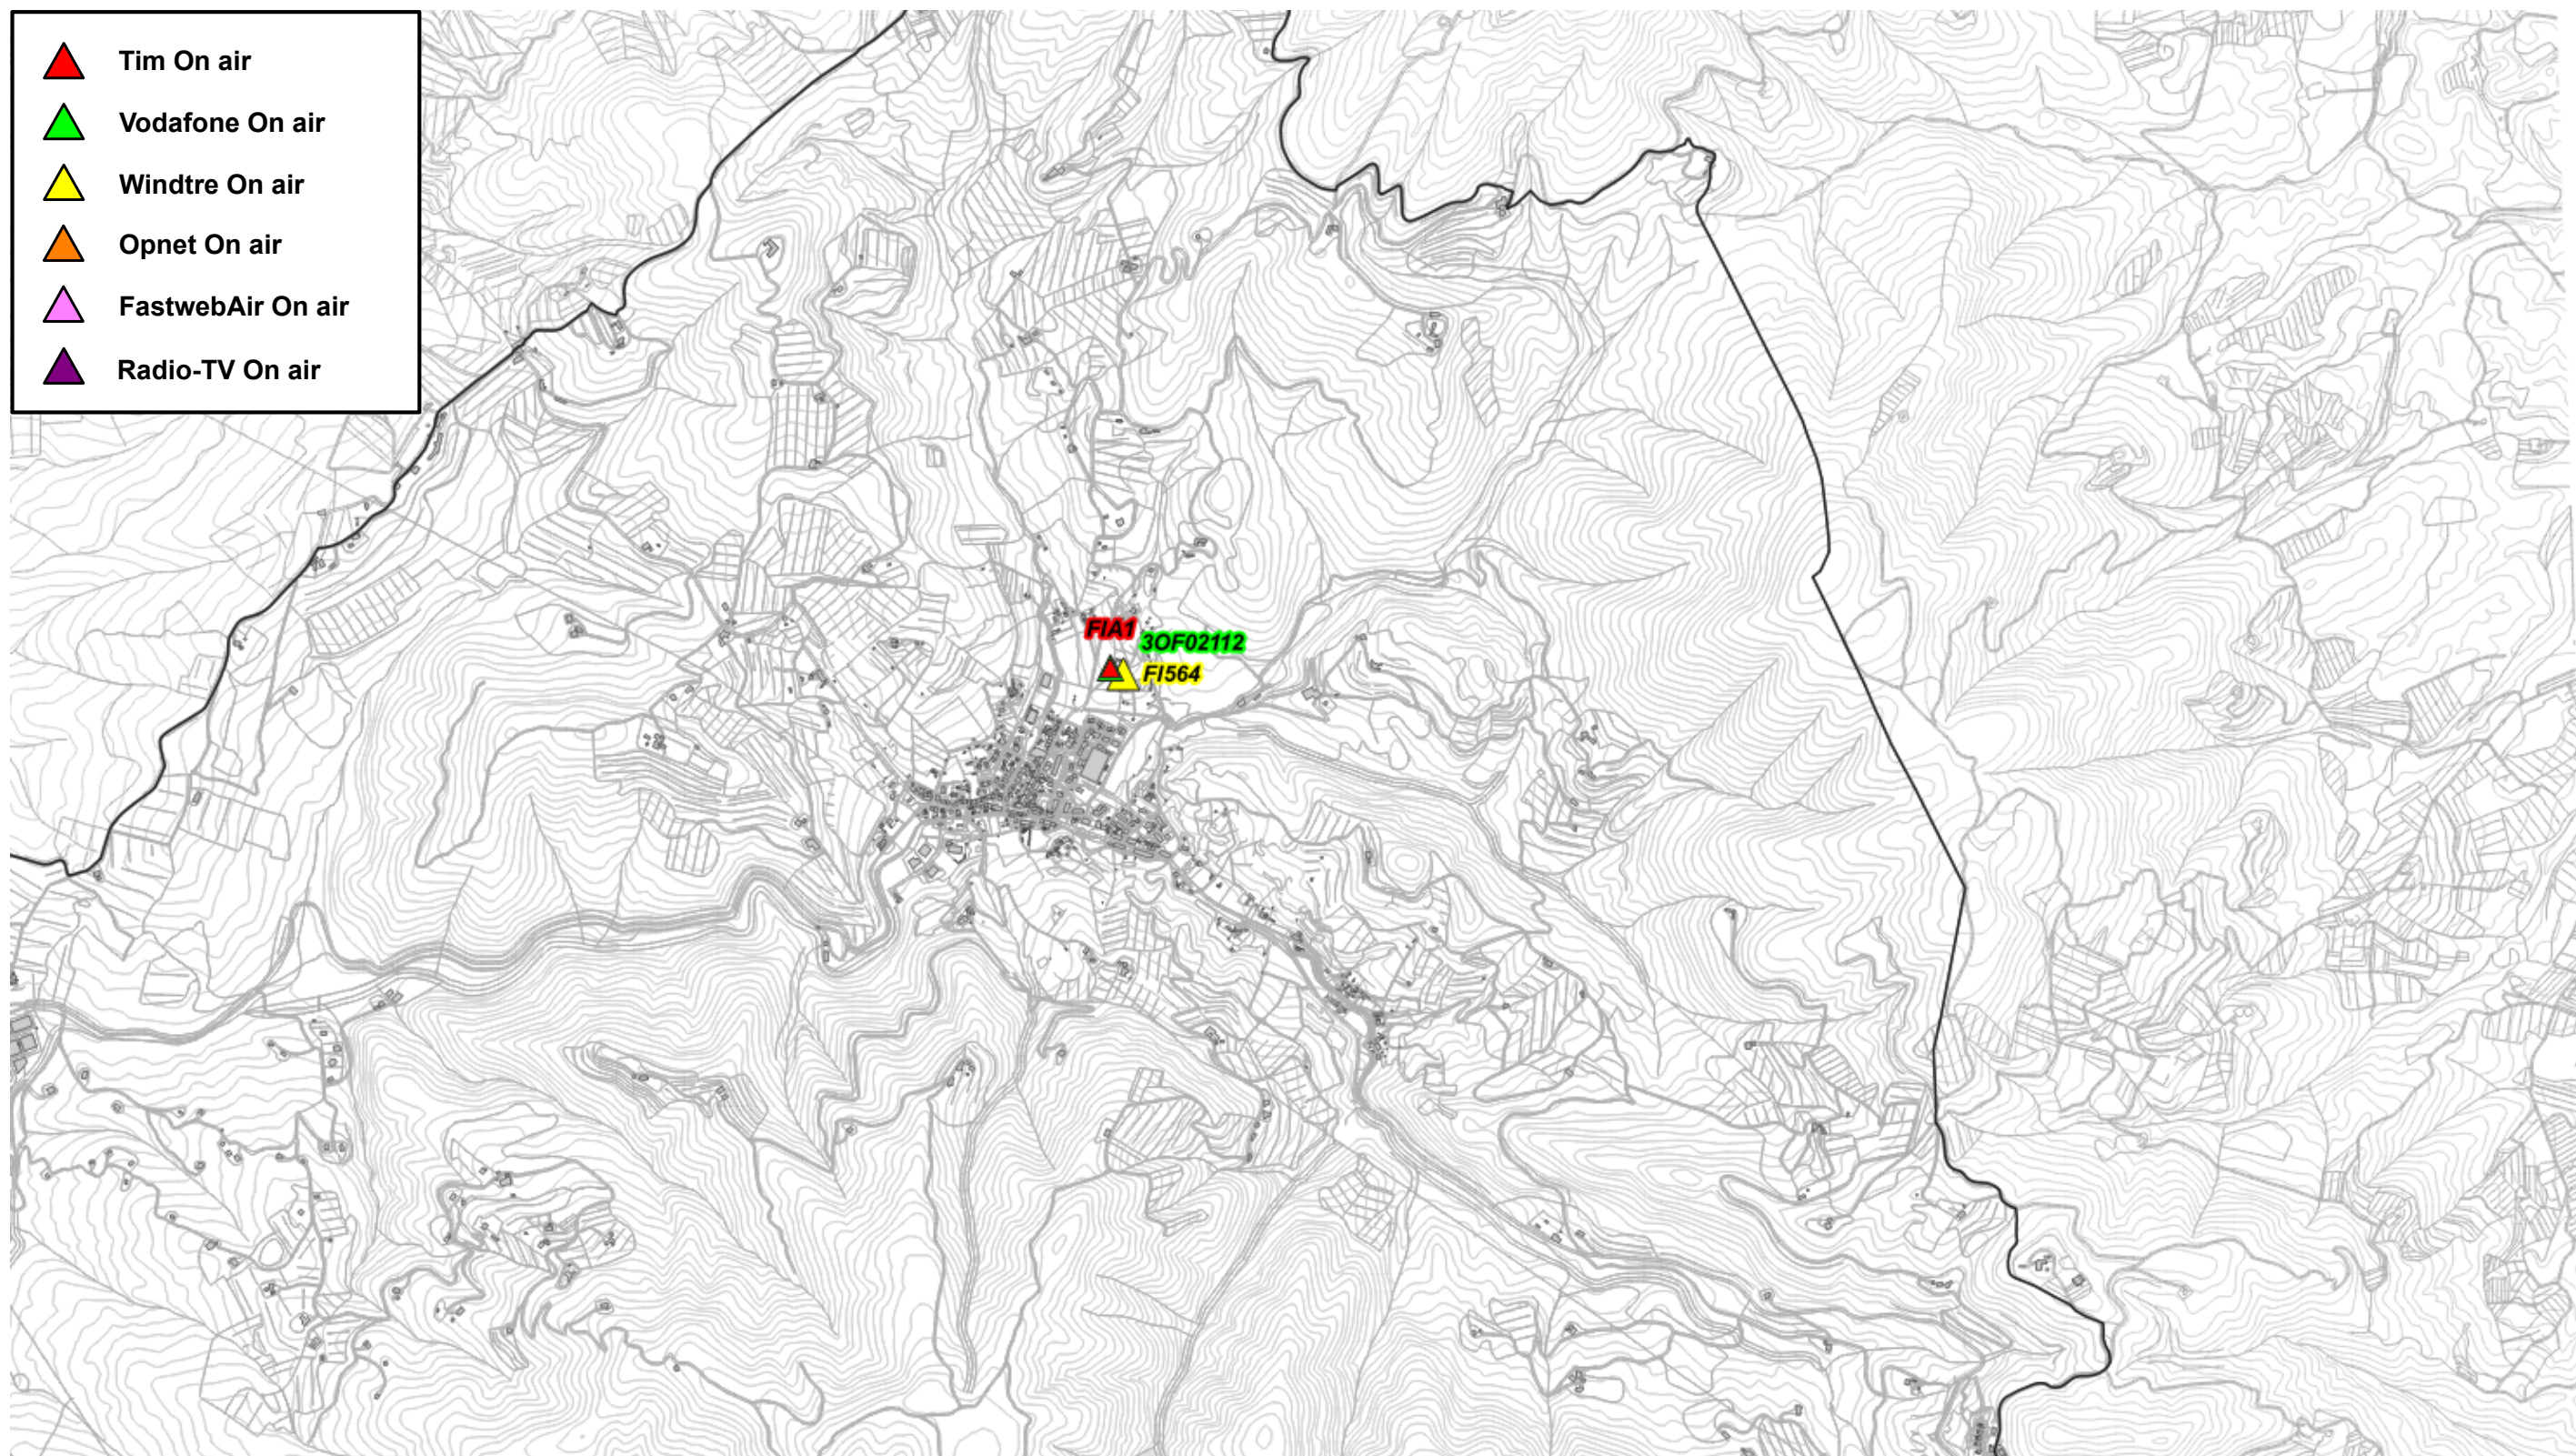 Tim On air
Vodafone On air
Windtre On air
Opnet On air
FastwebAir On air
Radio-TV On air
FIA1
3OF02112
FI564